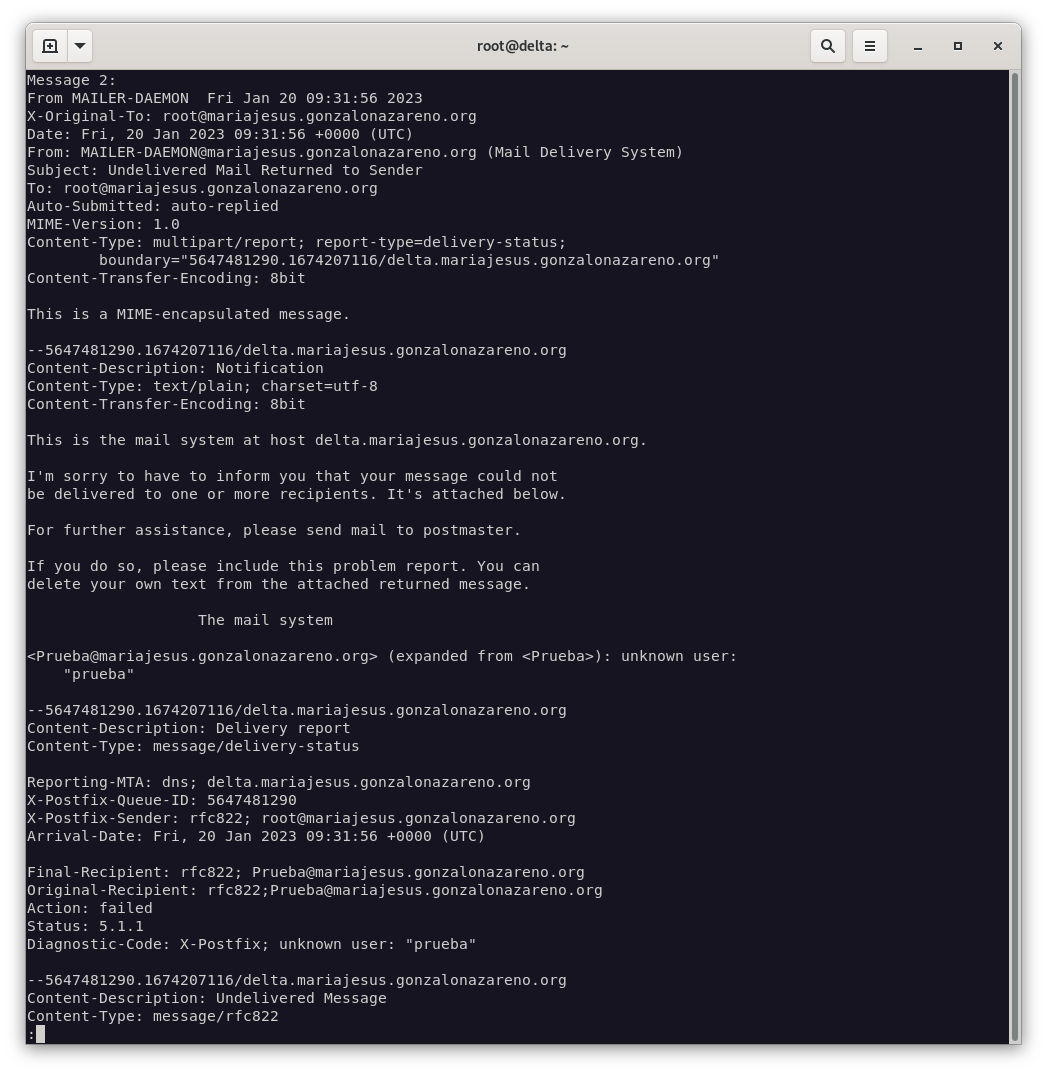 root@delta: ~
Message 2:
From MAILER-DAEMON  Fri Jan 20 09:31:56 2023
X-Original-To: root@mariajesus.gonzalonazareno.org
Date: Fri, 20 Jan 2023 09:31:56 +0000 (UTC)
From: MAILER-DAEMON@mariajesus.gonzalonazareno.org (Mail Delivery System)
Subject: Undelivered Mail Returned to Sender
To: root@mariajesus.gonzalonazareno.org
Auto-Submitted: auto-replied
MIME-Version: 1.0
Content-Type: multipart/report; report-type=delivery-status;
        boundary="5647481290.1674207116/delta.mariajesus.gonzalonazareno.org"
Content-Transfer-Encoding: 8bit

This is a MIME-encapsulated message.

--5647481290.1674207116/delta.mariajesus.gonzalonazareno.org
Content-Description: Notification
Content-Type: text/plain; charset=utf-8
Content-Transfer-Encoding: 8bit

This is the mail system at host delta.mariajesus.gonzalonazareno.org.

I'm sorry to have to inform you that your message could not
be delivered to one or more recipients. It's attached below.

For further assistance, please send mail to postmaster.

If you do so, please include this problem report. You can
delete your own text from the attached returned message.

                   The mail system

<Prueba@mariajesus.gonzalonazareno.org> (expanded from <Prueba>): unknown user:
    "prueba"

--5647481290.1674207116/delta.mariajesus.gonzalonazareno.org
Content-Description: Delivery report
Content-Type: message/delivery-status

Reporting-MTA: dns; delta.mariajesus.gonzalonazareno.org
X-Postfix-Queue-ID: 5647481290
X-Postfix-Sender: rfc822; root@mariajesus.gonzalonazareno.org
Arrival-Date: Fri, 20 Jan 2023 09:31:56 +0000 (UTC)

Final-Recipient: rfc822; Prueba@mariajesus.gonzalonazareno.org
Original-Recipient: rfc822;Prueba@mariajesus.gonzalonazareno.org
Action: failed
Status: 5.1.1
Diagnostic-Code: X-Postfix; unknown user: "prueba"

--5647481290.1674207116/delta.mariajesus.gonzalonazareno.org
Content-Description: Undelivered Message
Content-Type: message/rfc822
: